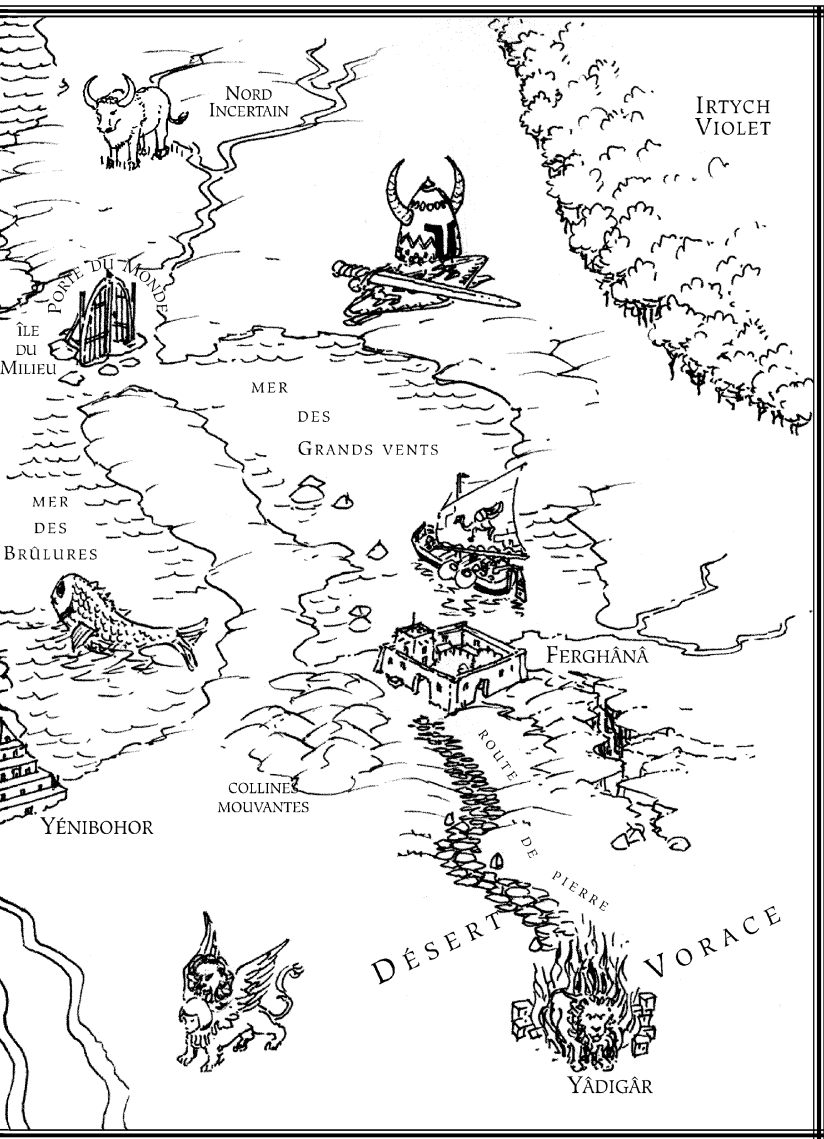 NORD
INCERTAIN
IRTYCH
VIOLET
PORTE DU MONDE
ÎLE
DU
MILIEU
MER
DES
GRANDS VENTS
MER
DES
BRÛLURES
FERGHÂNÂ
ROUTE
DE PIERRE
COLLINES
MOUVANTES
YÉNIBOHOR
DÉSERT VORACE
YÂDIGÂR